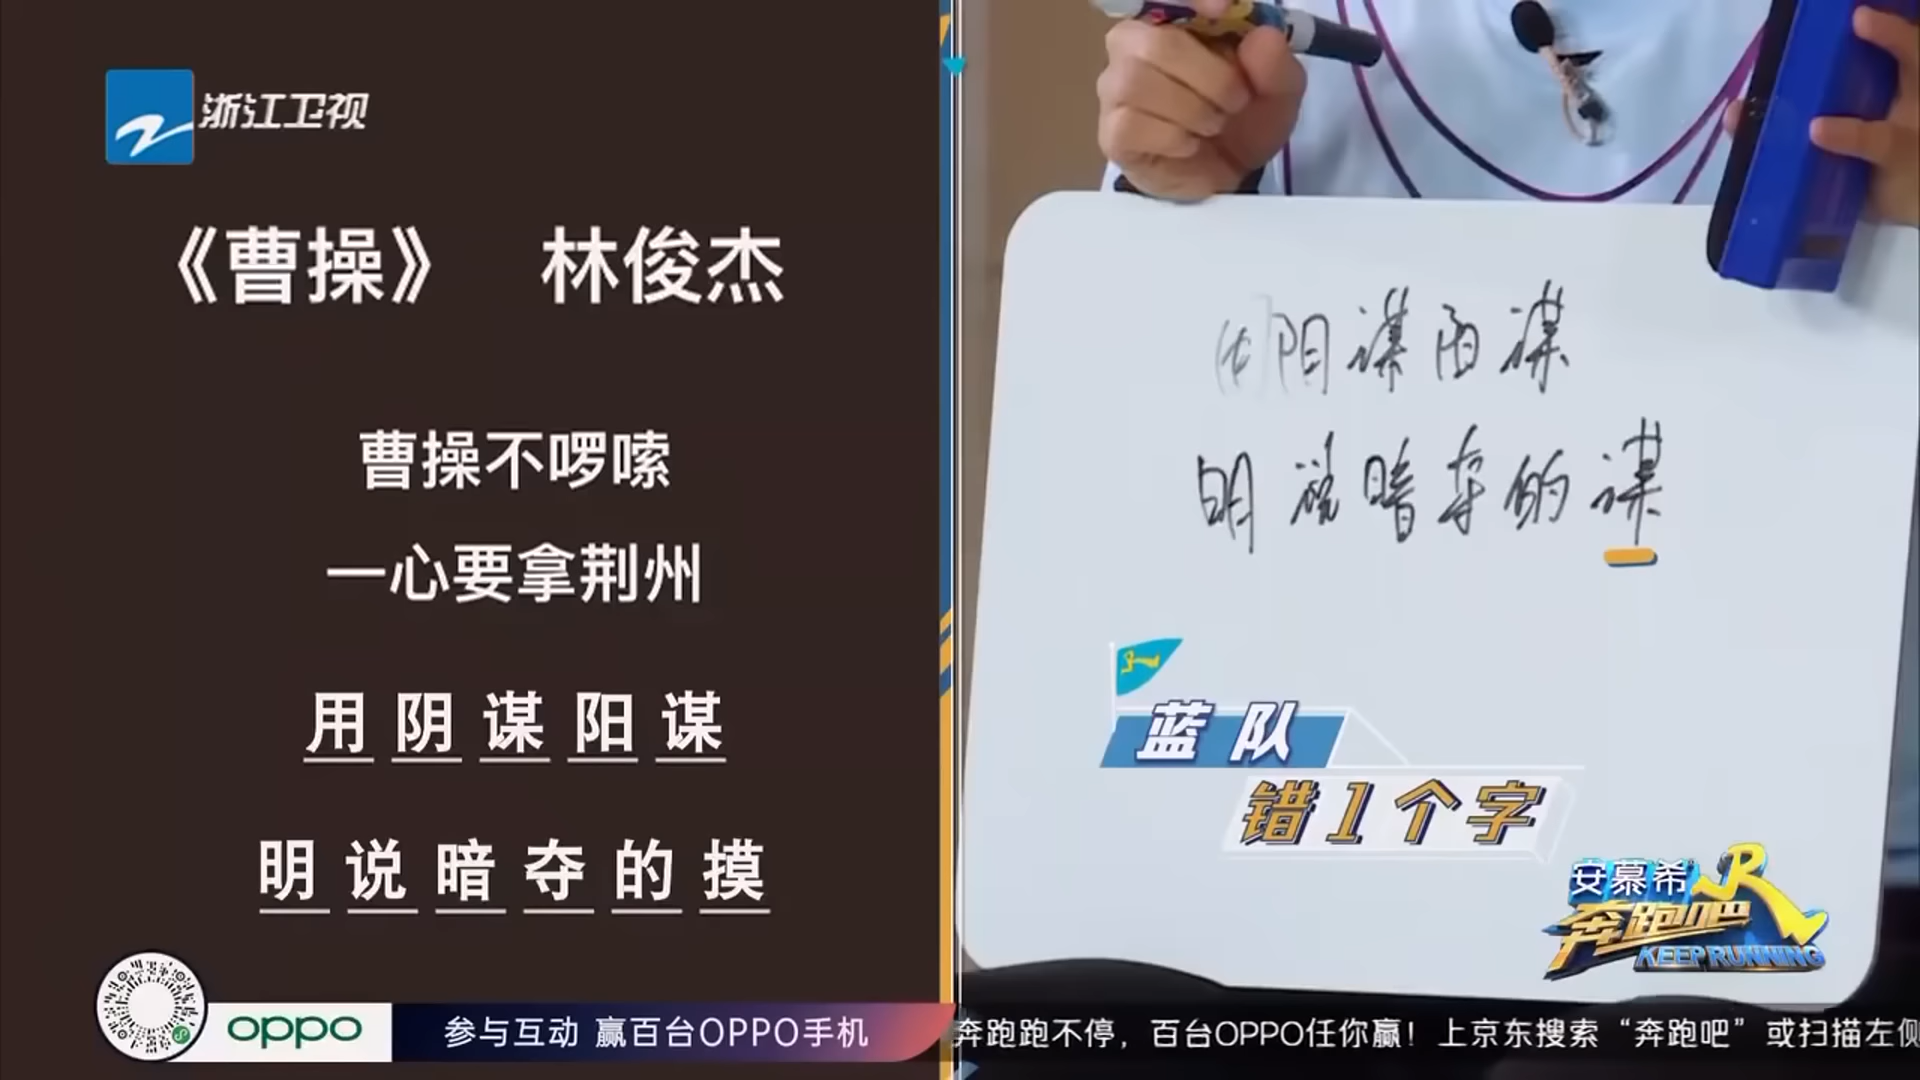 浙江卫视
《曹操》 林俊杰
曹操不啰嗦
一心要拿荆州
用阴谋阳谋
明说暗夺的摸
阳谋阳谋
明说暗夺的谋
蓝队
错1个字
安慕希
奔跑吧
KEEP RUNNING
oppo
参与互动 赢百台OPPO手机
奔跑跑不停，百台OPPO任你赢！上京东搜索“奔跑吧”或扫描左侧